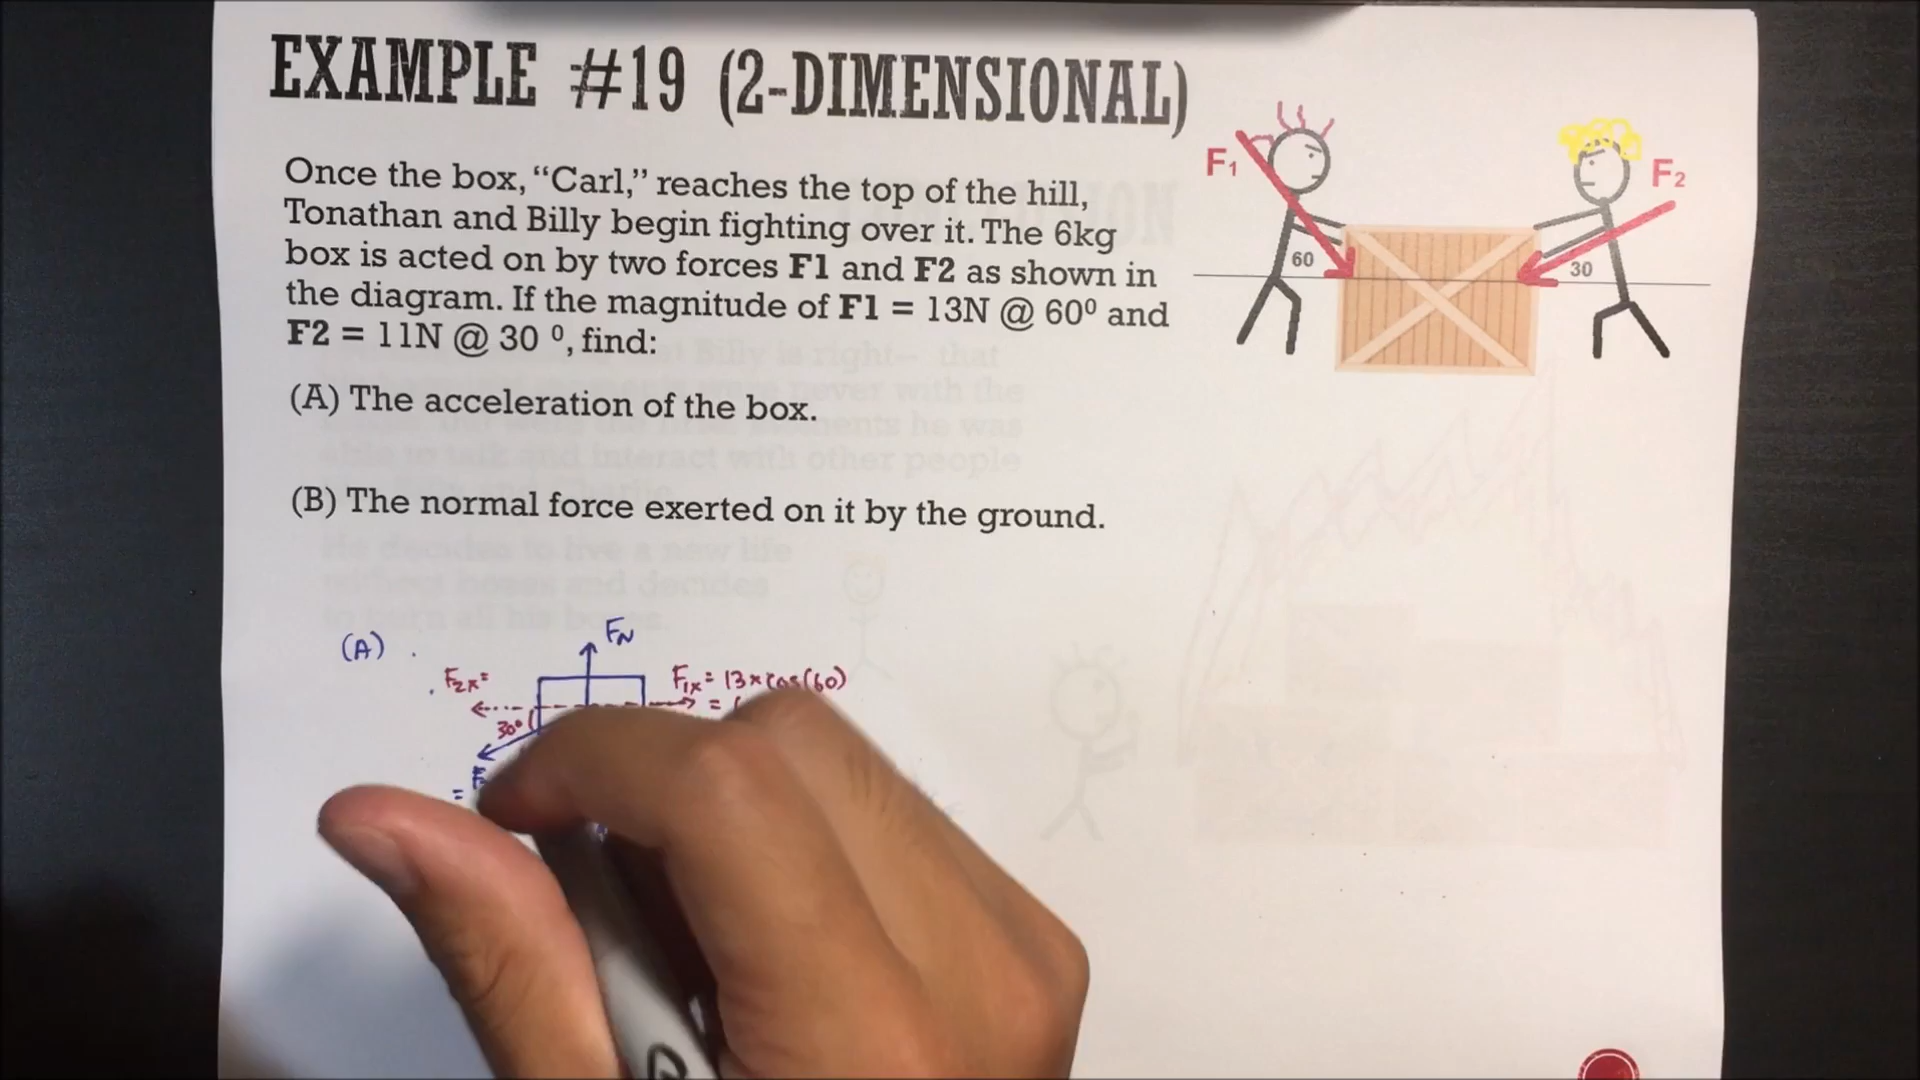 EXAMPLE #19 (2-DIMENSIONAL)
Once the box, “Carl,” reaches the top of the hill,
Tonathan and Billy begin fighting over it. The 6kg
box is acted on by two forces F1 and F2 as shown in
the diagram. If the magnitude of F1 = 13N @ 60⁰ and
F2 = 11N @ 30 ⁰, find:
(A) The acceleration of the box.
(B) The normal force exerted on it by the ground.
F₁
F₂
60
30
(A)
F_N
F₂ₓ=
F₁ₓ= 13×cos(60)
=
30°
F
=